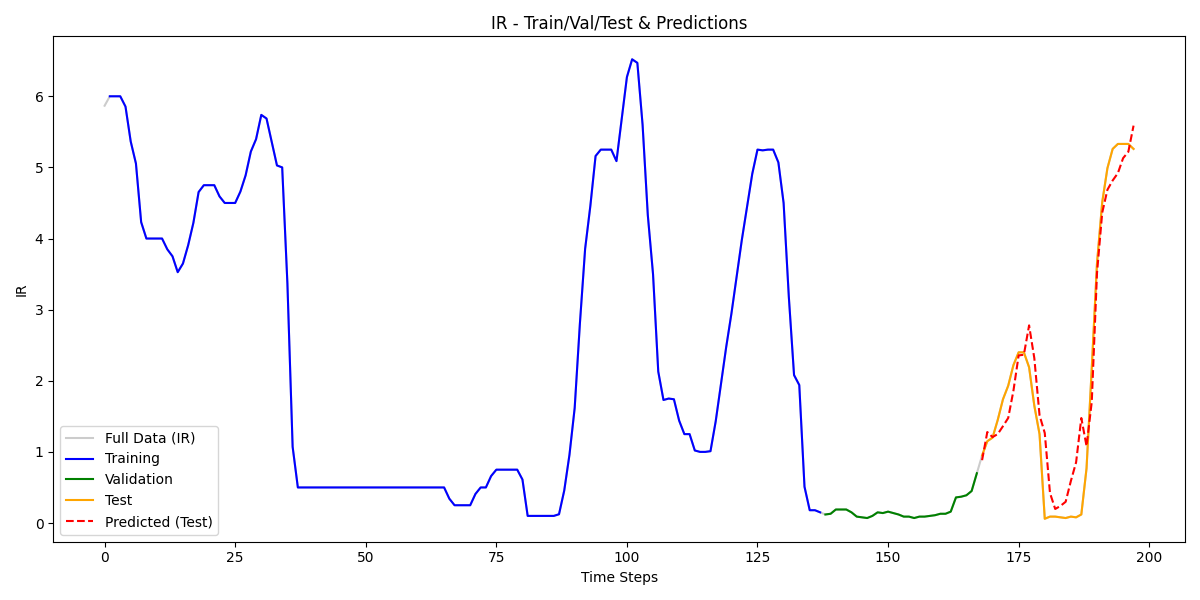 IR - Train/Val/Test & Predictions
IR
6
5
4
3
2
1
0
Full Data (IR)
Training
Validation
Test
Predicted (Test)
0 25 50 75 100 125 150 175 200
Time Steps